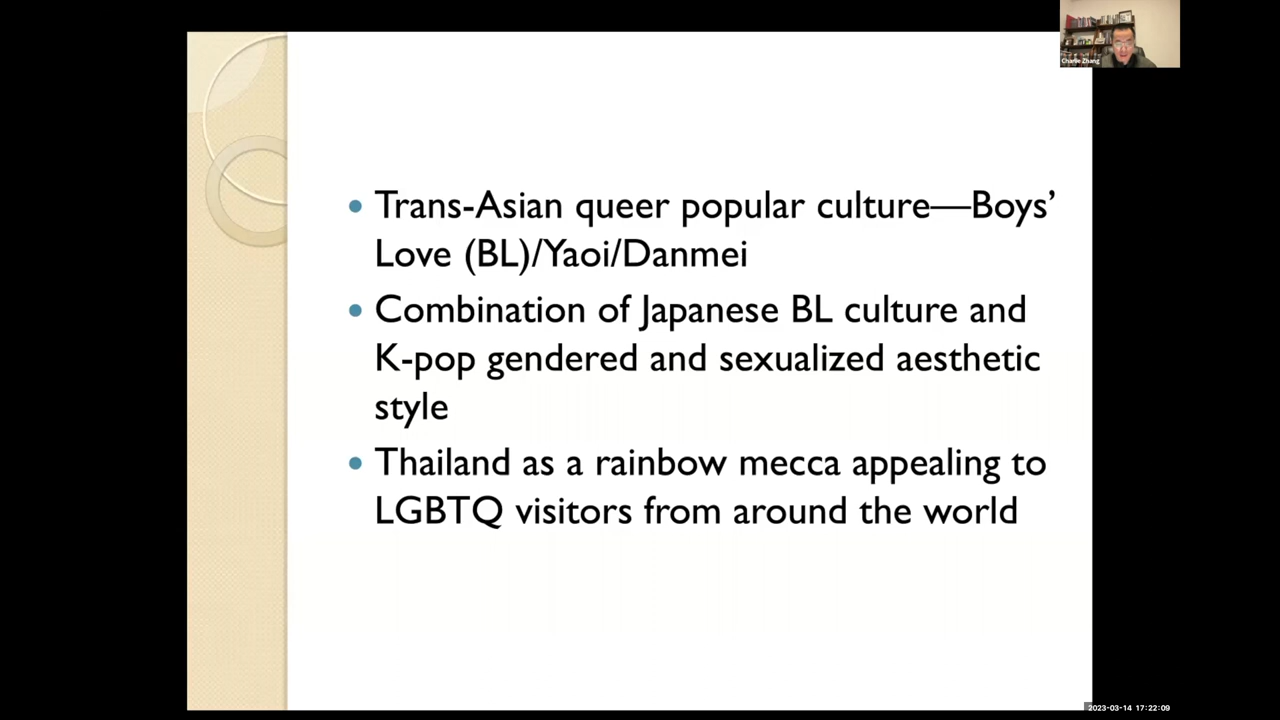 Charlie Zhang
• Trans-Asian queer popular culture—Boys’
Love (BL)/Yaoi/Danmei
• Combination of Japanese BL culture and
K-pop gendered and sexualized aesthetic
style
• Thailand as a rainbow mecca appealing to
LGBTQ visitors from around the world
2023-03-14 17:22:09